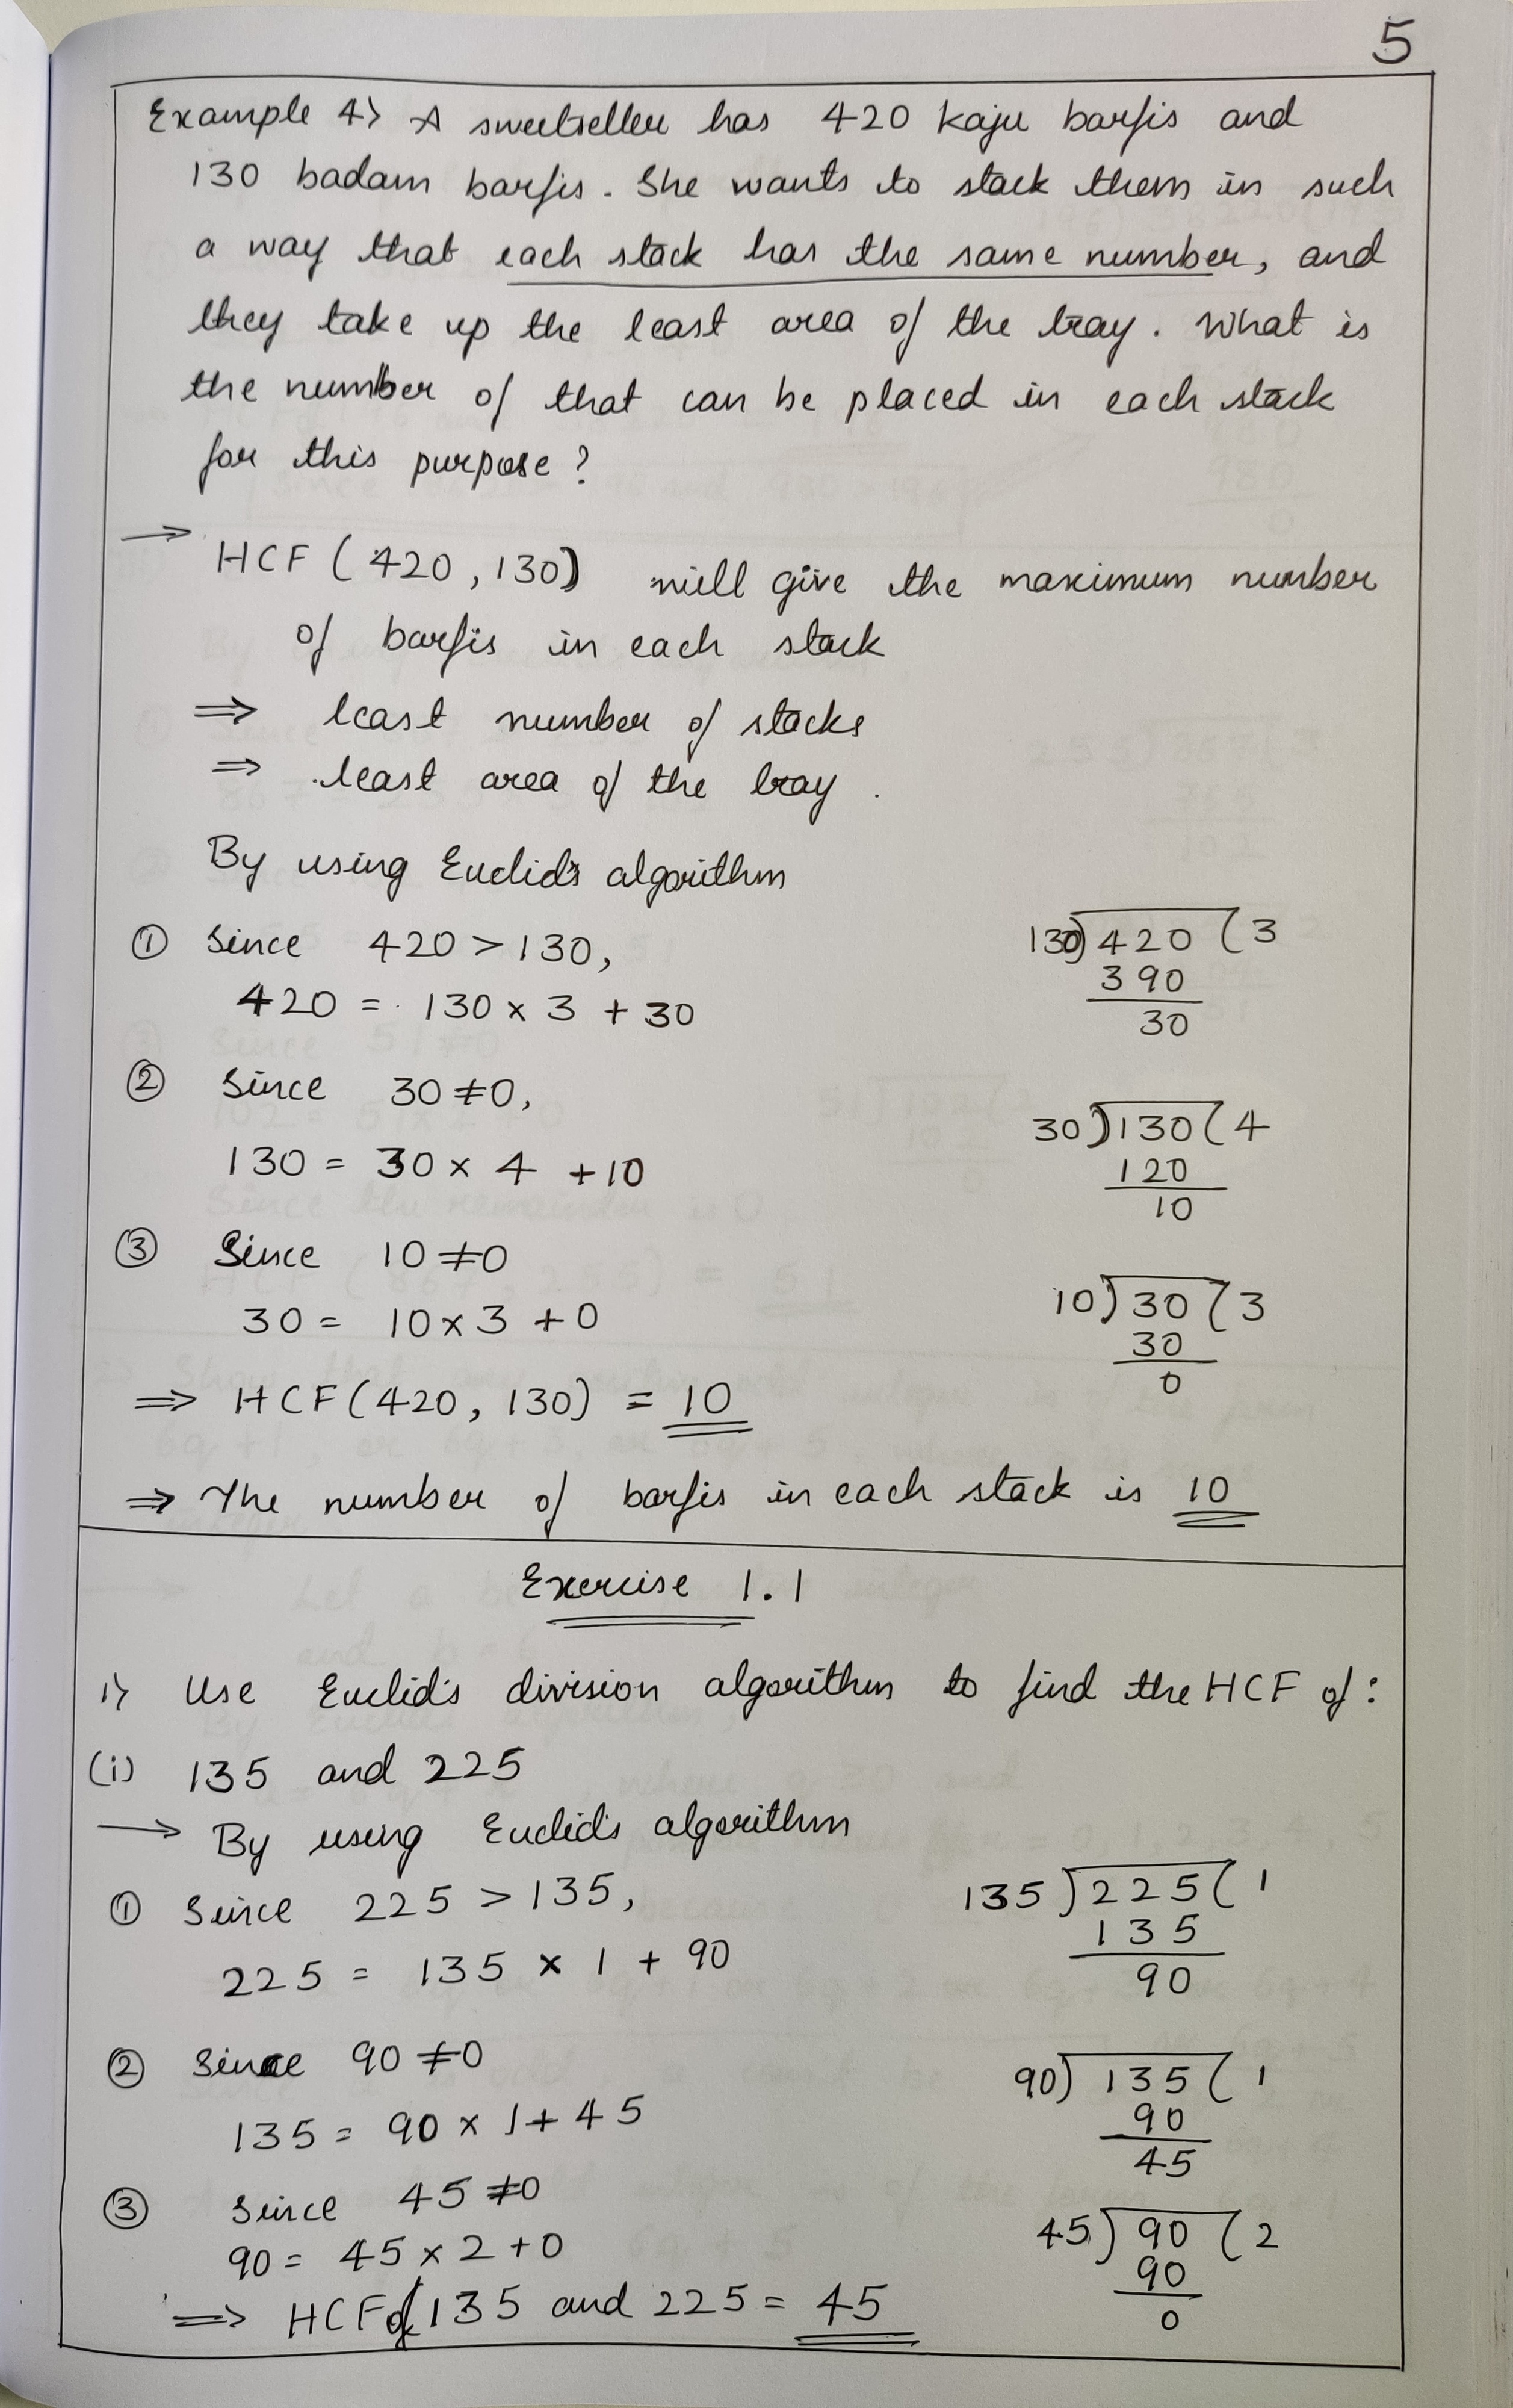 5
Example 4> A sweetseller has 420 kaju barfis and
130 badam barfis. She wants to stack them in such
a way that each stack has the same number, and
they take up the least area of the tray. What is
the number of that can be placed in each stack
for this purpose?
→ HCF (420, 130) will give the maximum number
of barfis in each stack
⇒ least number of stacks
⇒ least area of the tray.
By using Euclid's algorithm
① Since 420 > 130,
420 = 130 × 3 + 30
130) 420 ( 3
390
30
② Since 30 ≠ 0,
130 = 30 × 4 + 10
30) 130 ( 4
120
10
③ Since 10 ≠ 0
30 = 10 × 3 + 0
10) 30 ( 3
30
0
⇒ HCF (420, 130) = 10
⇒ The number of barfis in each stack is 10
Exercise 1.1
1> Use Euclid's division algorithm to find the HCF of:
(i) 135 and 225
→ By using Euclid's algorithm
① Since 225 > 135,
225 = 135 × 1 + 90
135) 225 ( 1
135
90
② Since 90 ≠ 0
135 = 90 × 1 + 45
90) 135 ( 1
90
45
③ Since 45 ≠ 0
90 = 45 × 2 + 0
45) 90 ( 2
90
0
⇒ HCF of 135 and 225 = 45